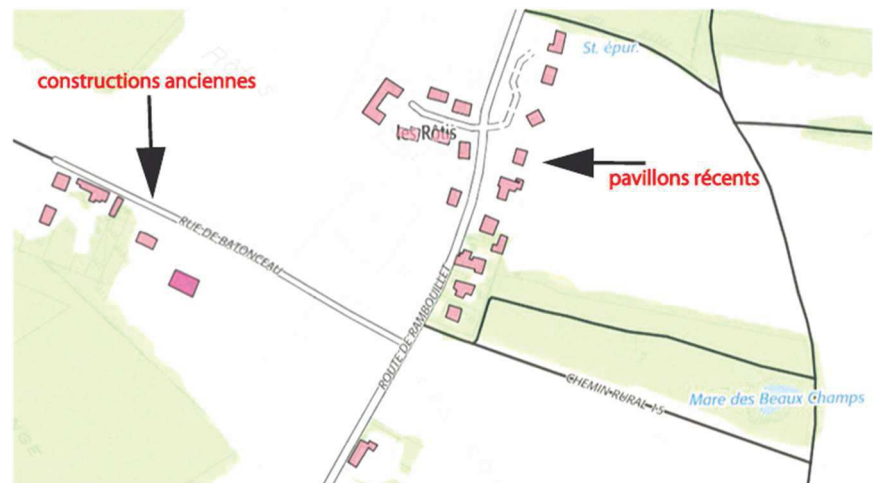 St. épur.
constructions anciennes
les Rôtis
pavillons récents
RUE DE BATONCEAU
ROUTE DE RAMBOUILLET
CHEMIN RURAL 15
Mare des Beaux Champs